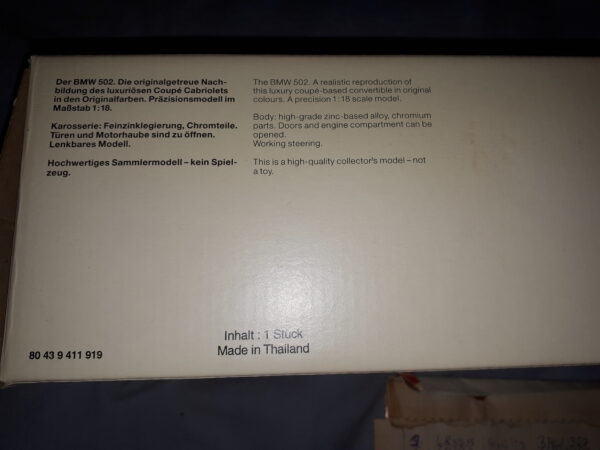 Der BMW 502. Die originalgetreue Nach-
bildung des luxuriösen Coupé Cabriolets
in den Originalfarben. Präzisionsmodell im
Maßstab 1:18.
Karosserie: Feinzinklegierung, Chromteile.
Türen und Motorhaube sind zu öffnen.
Lenkbares Modell.
Hochwertiges Sammlermodell – kein Spiel-
zeug.
The BMW 502. A realistic reproduction of
this luxury coupé-based convertible in original
colours. A precision 1:18 scale model.
Body: high-grade zinc-based alloy, chromium
parts. Doors and engine compartment can be
opened.
Working steering.
This is a high-quality collector's model – not
a toy.
Inhalt : 1 Stück
Made in Thailand
80 43 9 411 919